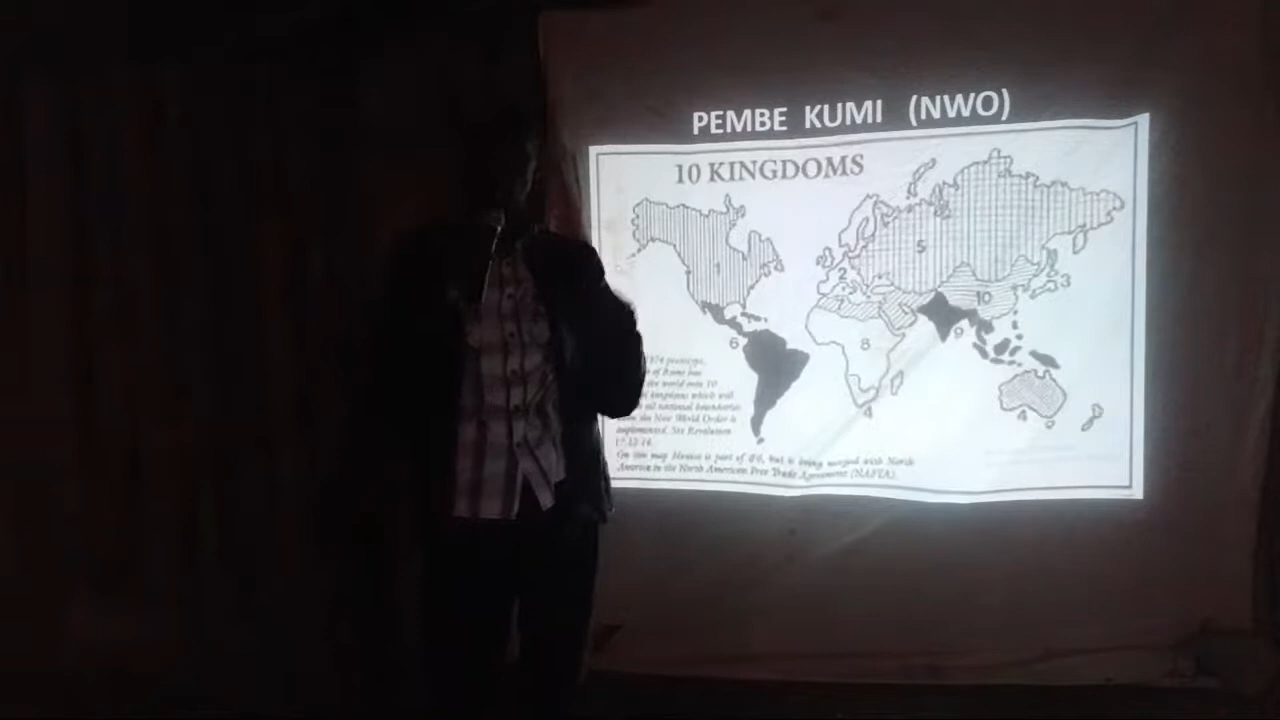 PEMBE KUMI (NWO)
10 KINGDOMS
1
2
3
5
10
7
9
6
8
4
4
1974 prototype,
of Rome has
the world into 10
kingdoms which will
all national boundaries
the New World Order is
implemented. See Revelation
17:12-14.
On this map Mexico is part of #6, but is being merged with North
America in the North American Free Trade Agreement (NAFTA).